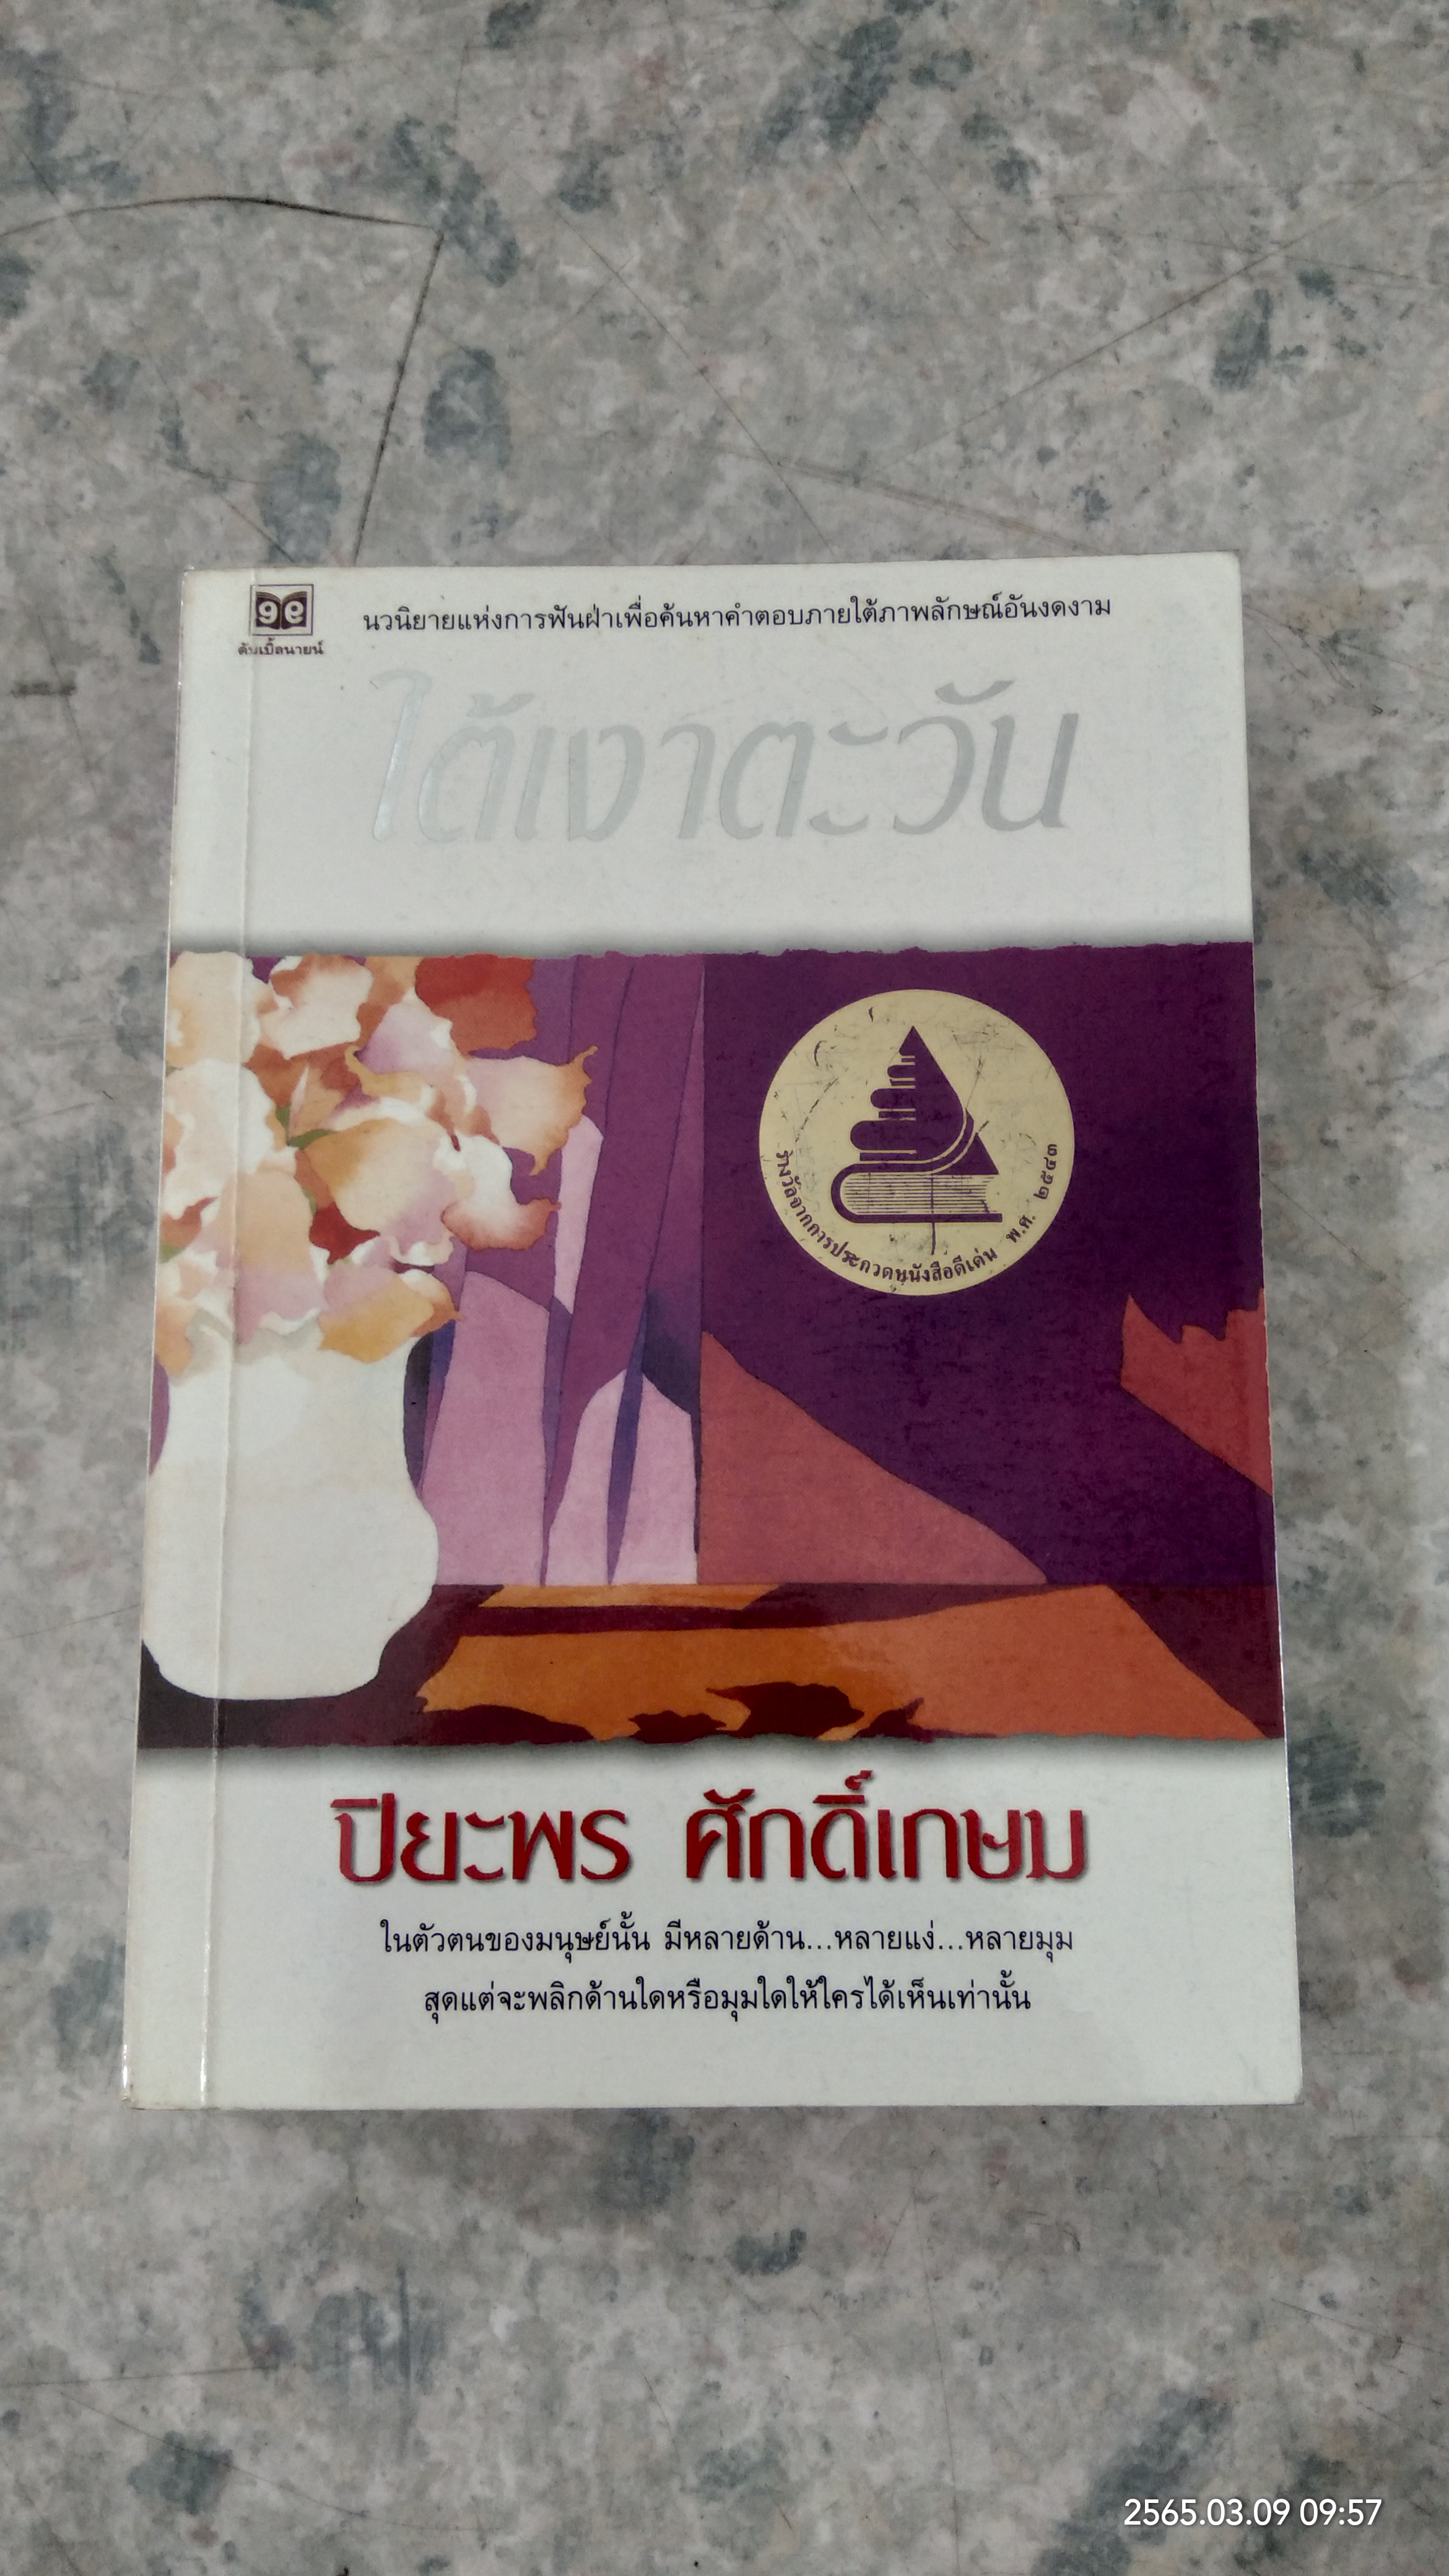 ๑๙
ดับเบิ้ลนายน์
นวนิยายแห่งการฟันฝ่าเพื่อค้นหาคำตอบภายใต้ภาพลักษณ์อันงดงาม
ใต้เงาตะวัน
รางวัลจากการประกวดหนังสือดีเด่น พ.ศ. ๒๕๔๓
ปิยะพร ศักดิ์เกษม
ในตัวตนของมนุษย์นั้น มีหลายด้าน...หลายแง่...หลายมุม
สุดแต่จะพลิกด้านใดหรือมุมใดให้ใครได้เห็นเท่านั้น
2565.03.09 09:57